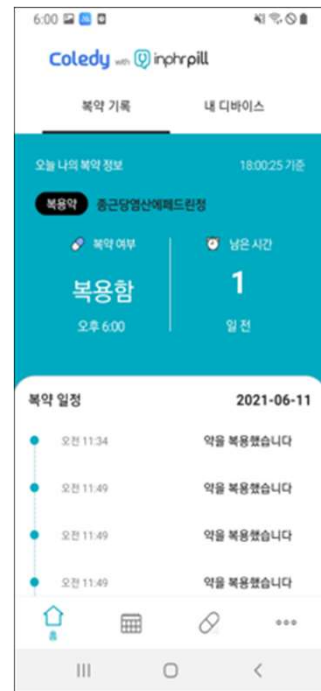 6:00
Coledy with inphrpill
복약 기록 내 디바이스
오늘 나의 복약 정보 18:00:25 기준
복용약 종근당염산에페드린정
복약 여부 남은 시간
복용함 1
오후 6:00 일 전
복약 일정 2021-06-11
오전 11:34 약을 복용했습니다
오전 11:49 약을 복용했습니다
오전 11:49 약을 복용했습니다
오전 11:49 약을 복용했습니다
홈